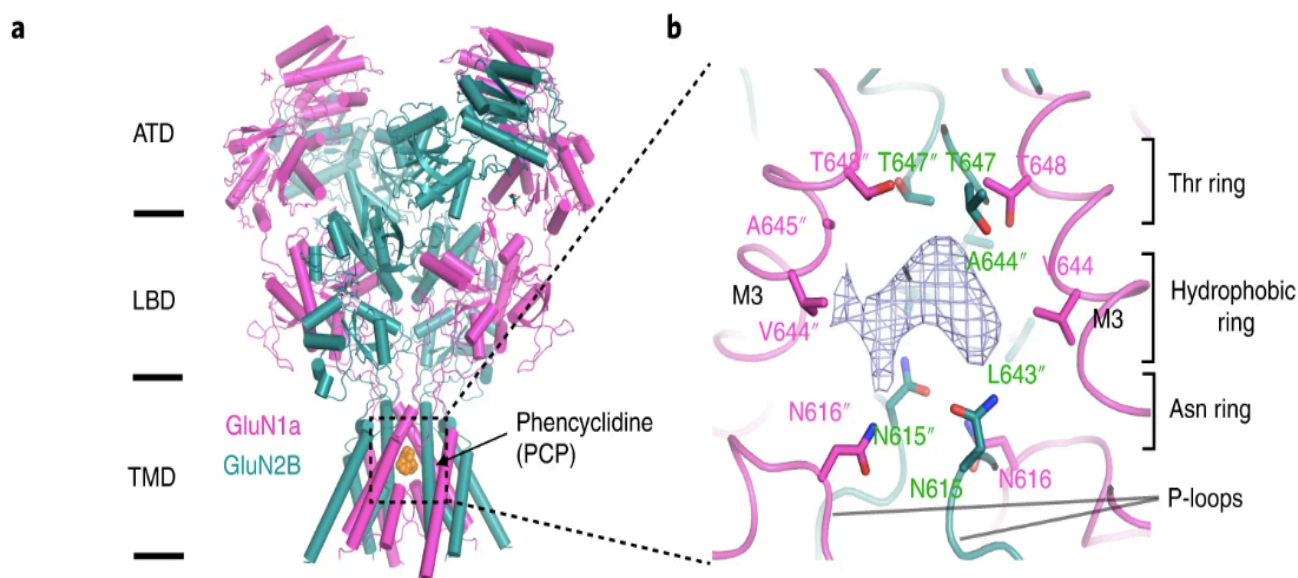 a
ATD
LBD
TMD
GluN1a
GluN2B
Phencyclidine
(PCP)
b
T648″ T647″ T647 T648
A645″
A644″ V644
M3
M3
V644″
L643″
N616″
N615″
N615
N616
Thr ring
Hydrophobic
ring
Asn ring
P-loops